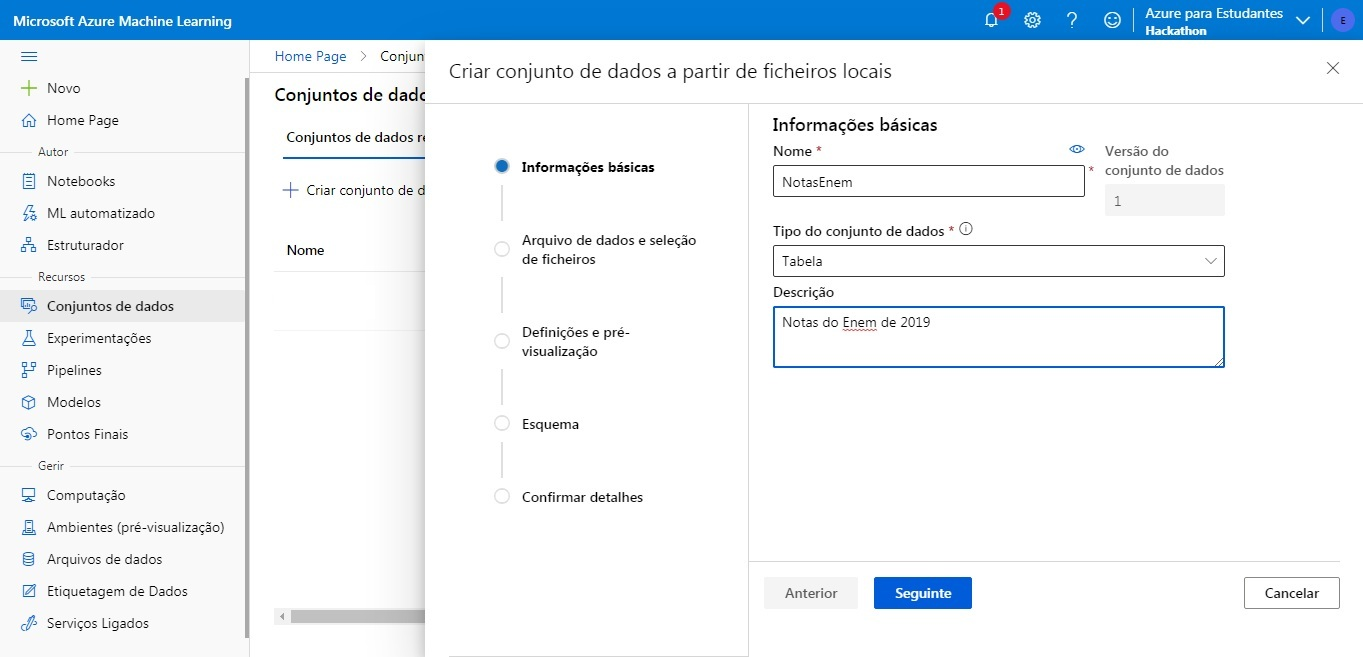 Microsoft Azure Machine Learning
1
Azure para Estudantes
Hackathon
E
Novo
Home Page
Autor
Notebooks
ML automatizado
Estruturador
Recursos
Conjuntos de dados
Experimentações
Pipelines
Modelos
Pontos Finais
Gerir
Computação
Ambientes (pré-visualização)
Arquivos de dados
Etiquetagem de Dados
Serviços Ligados
Home Page > Conjun
Conjuntos de dado
Conjuntos de dados re
Criar conjunto de d
Nome
Criar conjunto de dados a partir de ficheiros locais
Informações básicas
Arquivo de dados e seleção
de ficheiros
Definições e pré-
visualização
Esquema
Confirmar detalhes
Informações básicas
Nome *
NotasEnem
*
Versão do
conjunto de dados
1
Tipo do conjunto de dados *
Tabela
Descrição
Notas do Enem de 2019
Anterior
Seguinte
Cancelar